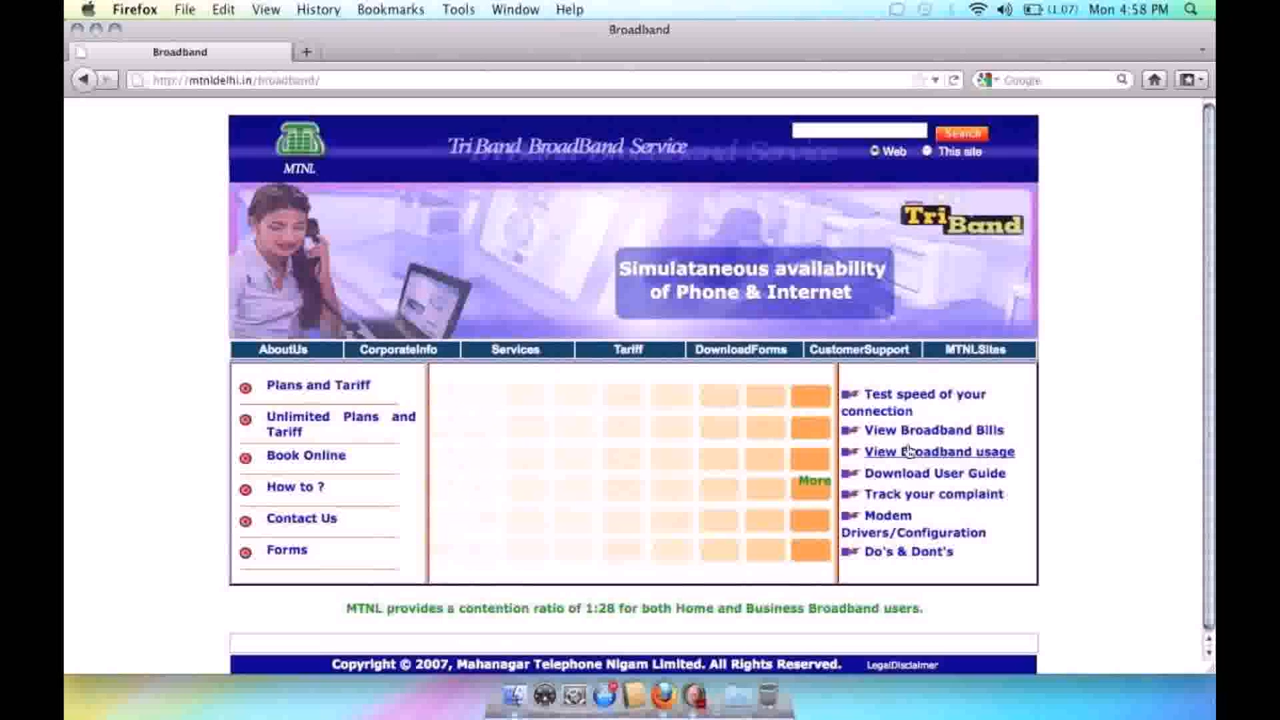 Firefox File Edit View History Bookmarks Tools Window Help (1:07) Mon 4:58 PM
Broadband
Broadband
http://mtnldelhi.in/broadband/
Google
MTNL
Tri Band BroadBand Service
Search
Web This site
Tri
Band
Simulataneous availability
of Phone & Internet
AboutUs CorporateInfo Services Tariff DownloadForms CustomerSupport MTNLSites
Plans and Tariff
Unlimited Plans and
Tariff
Book Online
How to ?
Contact Us
Forms
More
Test speed of your
connection
View Broadband Bills
View Broadband usage
Download User Guide
Track your complaint
Modem
Drivers/Configuration
Do's & Dont's
MTNL provides a contention ratio of 1:28 for both Home and Business Broadband users.
Copyright © 2007, Mahanagar Telephone Nigam Limited. All Rights Reserved. LegalDisclaimer